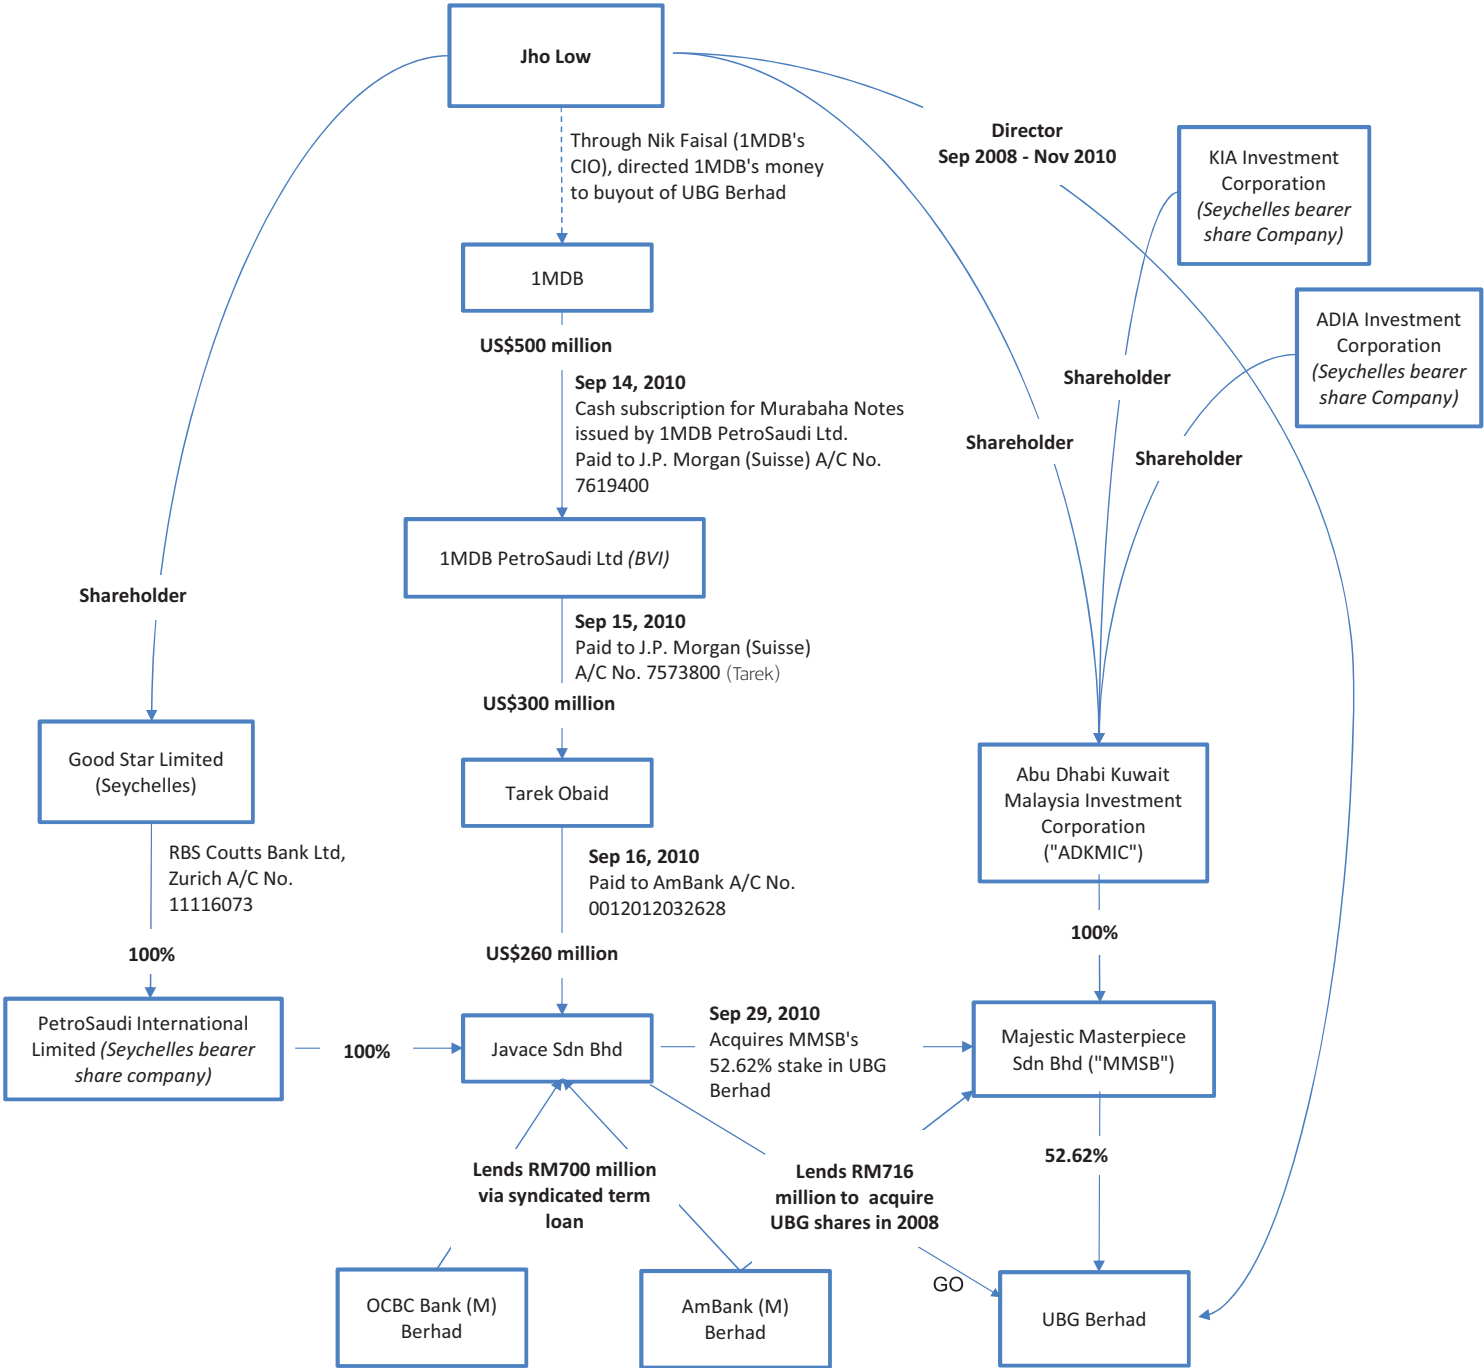 Jho Low
Through Nik Faisal (1MDB's
CIO), directed 1MDB's money
to buyout of UBG Berhad
Director
Sep 2008 - Nov 2010
KIA Investment
Corporation
(Seychelles bearer
share Company)
1MDB
ADIA Investment
Corporation
(Seychelles bearer
share Company)
US$500 million
Sep 14, 2010
Cash subscription for Murabaha Notes
issued by 1MDB PetroSaudi Ltd.
Paid to J.P. Morgan (Suisse) A/C No.
7619400
Shareholder
Shareholder
Shareholder
1MDB PetroSaudi Ltd (BVI)
Shareholder
Sep 15, 2010
Paid to J.P. Morgan (Suisse)
A/C No. 7573800 (Tarek)
US$300 million
Good Star Limited
(Seychelles)
Tarek Obaid
Abu Dhabi Kuwait
Malaysia Investment
Corporation
("ADKMIC")
RBS Coutts Bank Ltd,
Zurich A/C No.
11116073
Sep 16, 2010
Paid to AmBank A/C No.
0012012032628
100%
US$260 million
100%
PetroSaudi International
Limited (Seychelles bearer
share company)
100%
Javace Sdn Bhd
Sep 29, 2010
Acquires MMSB's
52.62% stake in UBG
Berhad
Majestic Masterpiece
Sdn Bhd ("MMSB")
Lends RM700 million
via syndicated term
loan
Lends RM716
million to acquire
UBG shares in 2008
52.62%
GO
OCBC Bank (M)
Berhad
AmBank (M)
Berhad
UBG Berhad